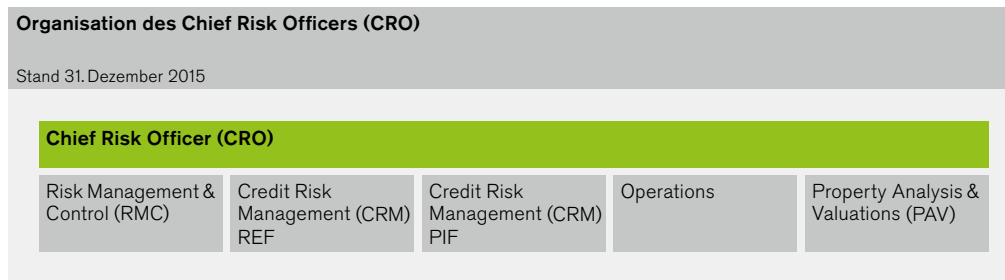 Organisation des Chief Risk Officers (CRO)
Stand 31. Dezember 2015
Chief Risk Officer (CRO)
Risk Management &
Control (RMC)
Credit Risk
Management (CRM)
REF
Credit Risk
Management (CRM)
PIF
Operations
Property Analysis &
Valuations (PAV)